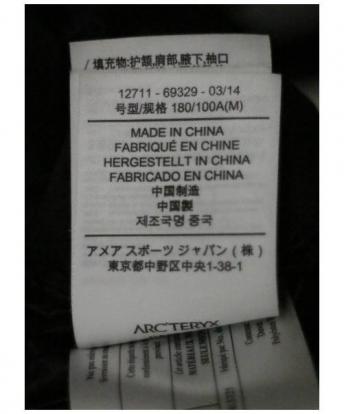 / 填充物:护颏,肩部,腋下,袖口
12711 - 69329 - 03/14
号型/规格 180/100A(M)
MADE IN CHINA
FABRIQUÉ EN CHINE
HERGESTELLT IN CHINA
FABRICADO EN CHINA
中国制造
中国製
제조국명 중국
アメア スポーツ ジャパン ( 株 )
東京都中野区中央1-38-1
ARC'TERYX